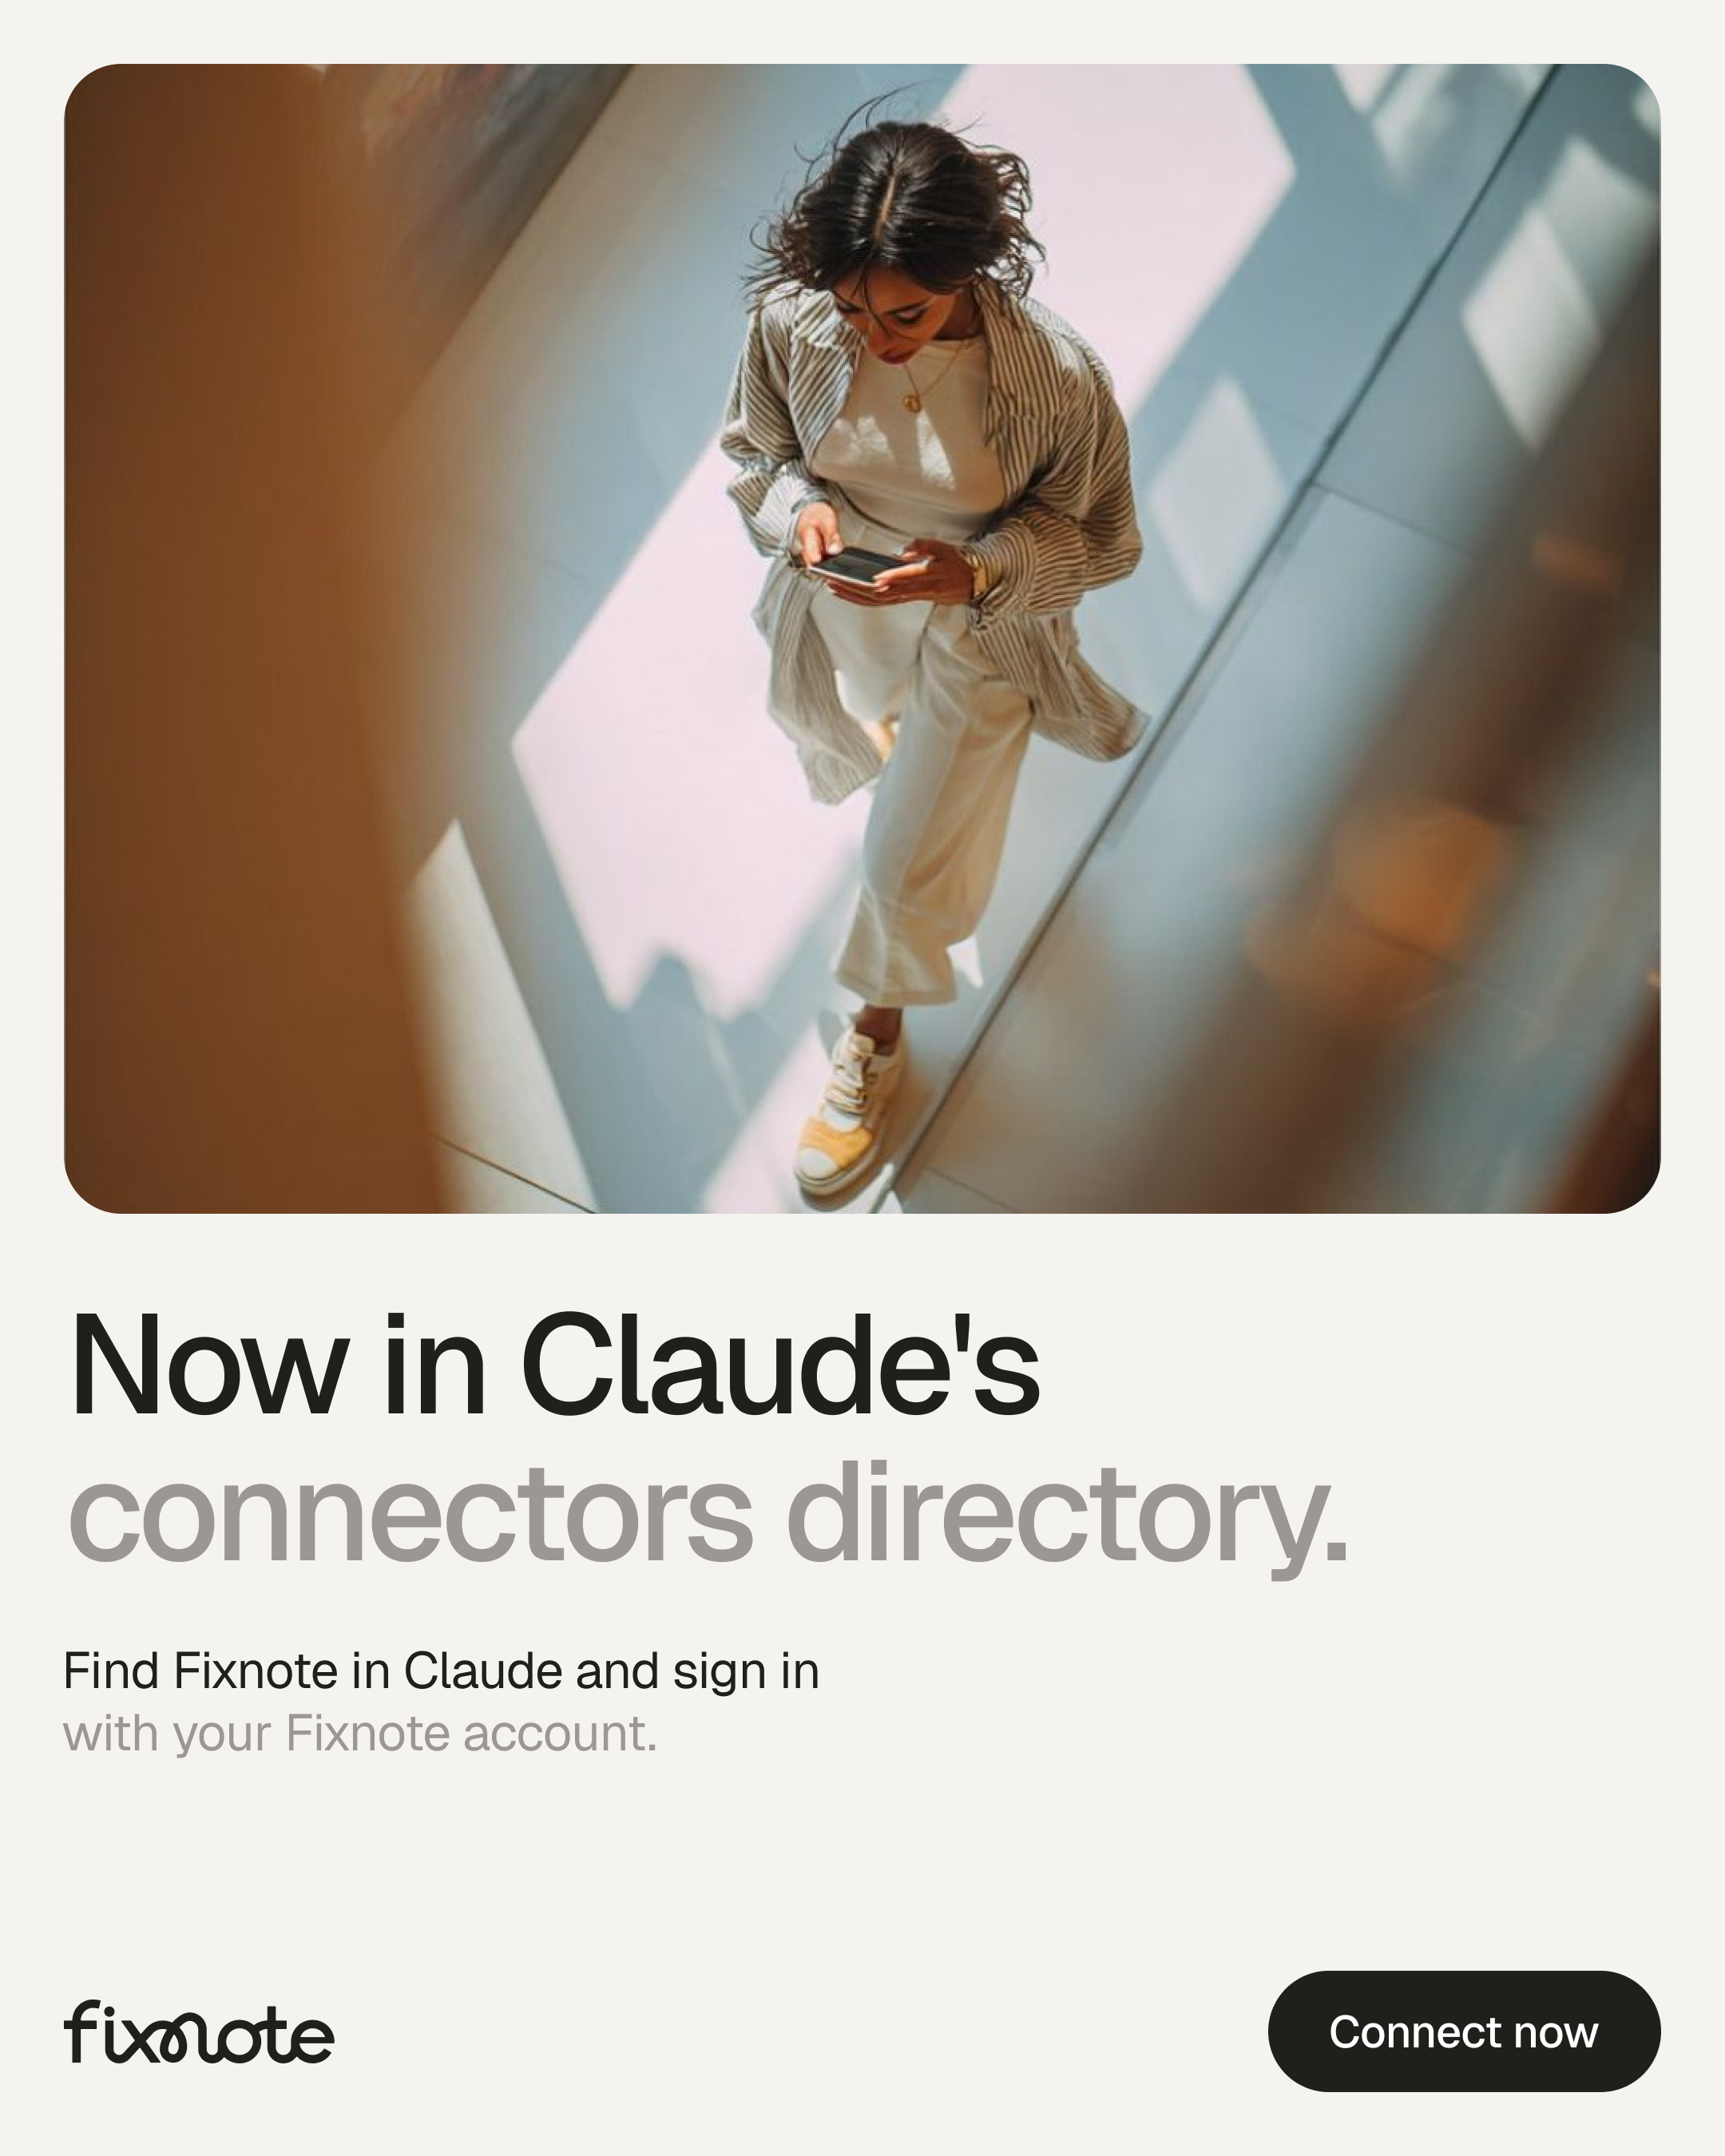 Now in Claude's
connectors directory.
Find Fixnote in Claude and sign in
with your Fixnote account.
fixnote
Connect now